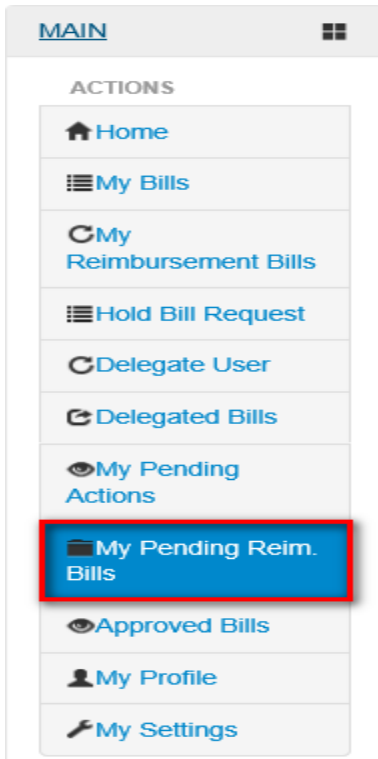 MAIN
ACTIONS
Home
My Bills
My
Reimbursement Bills
Hold Bill Request
Delegate User
Delegated Bills
My Pending
Actions
My Pending Reim.
Bills
Approved Bills
My Profile
My Settings